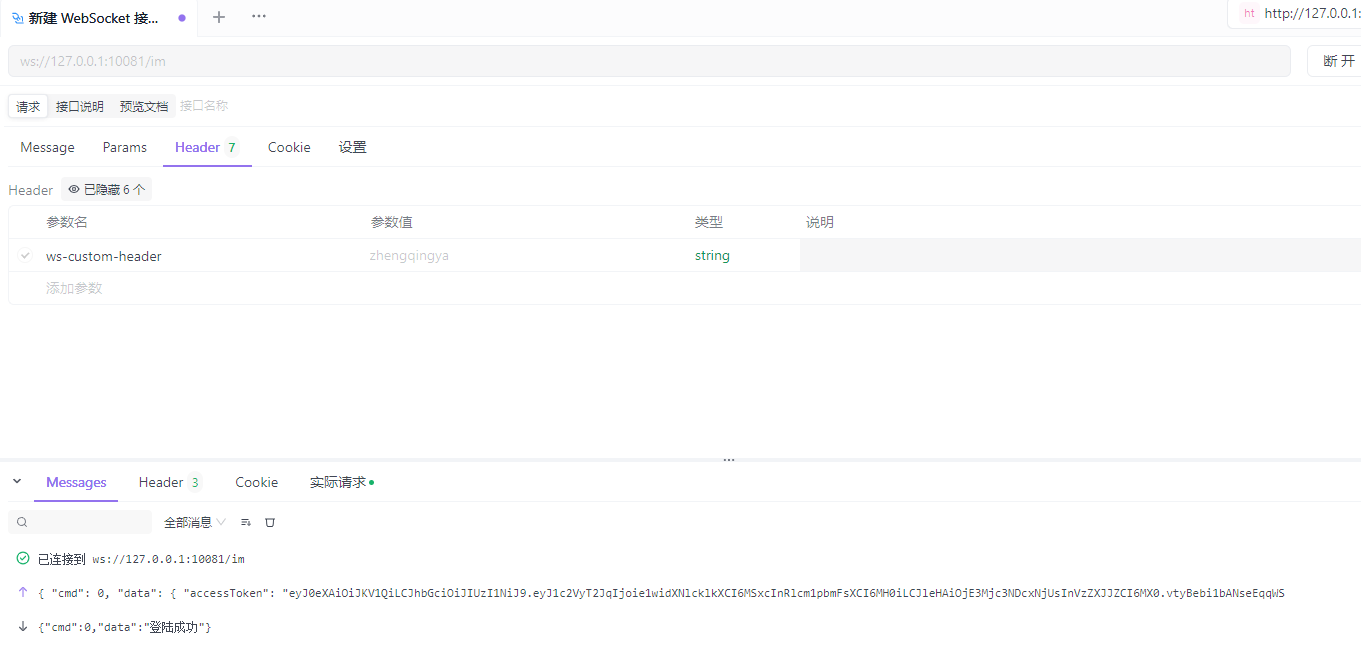 新建 WebSocket 接... ht http://127.0.0.1:
ws://127.0.0.1:10081/im 断 开
请求 接口说明 预览文档 接口名称
Message Params Header 7 Cookie 设置
Header 已隐藏 6 个
参数名 参数值 类型 说明
ws-custom-header zhengqingya string
添加参数
Messages Header 3 Cookie 实际请求
全部消息
已连接到 ws://127.0.0.1:10081/im
{ "cmd": 0, "data": { "accessToken": "eyJ0eXAiOiJKV1QiLCJhbGciOiJIUzI1NiJ9.eyJ1c2VyT2JqIjoie1widXNlcklkXCI6MSxcInRlcm1pbmFsXCI6MH0iLCJleHAiOjE3Mjc3NDcxNjUsInVzZXJJZCI6MX0.vtyBebi1bANseEqqWS
{"cmd":0,"data":"登陆成功"}